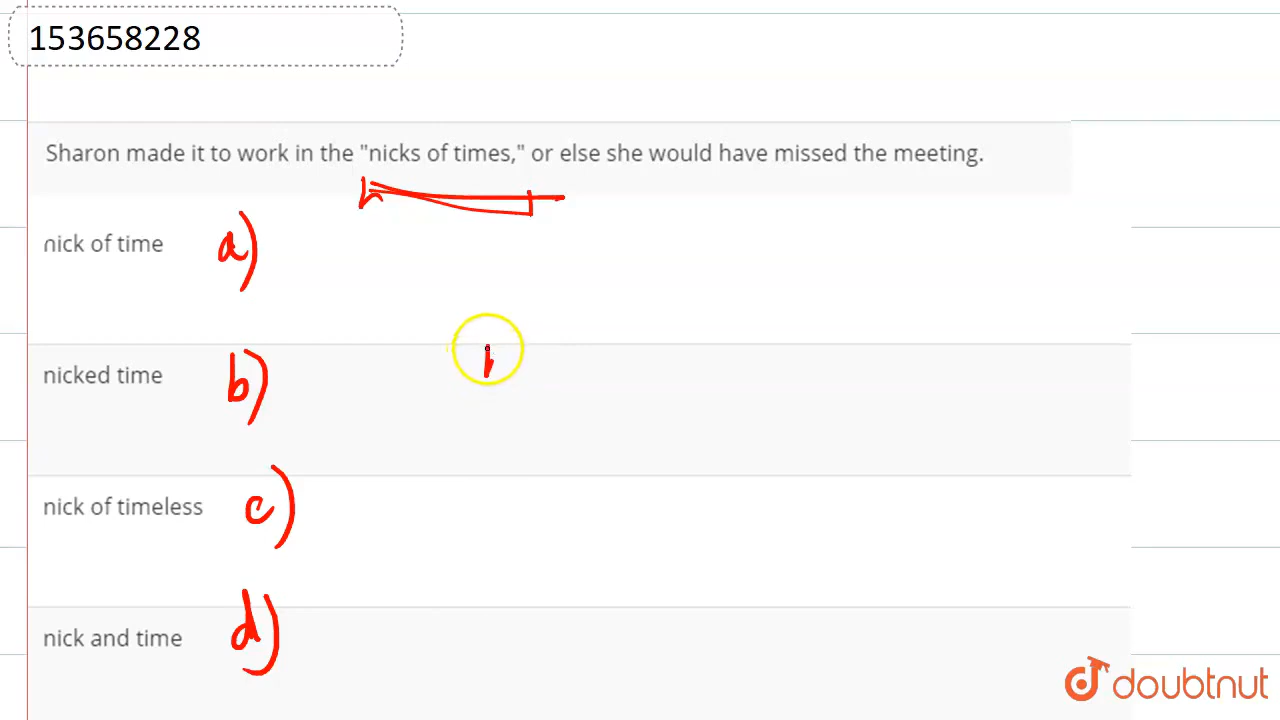 153658228
Sharon made it to work in the "nicks of times," or else she would have missed the meeting.
nick of time a)
nicked time b)
nick of timeless c)
nick and time d)
doubtnut